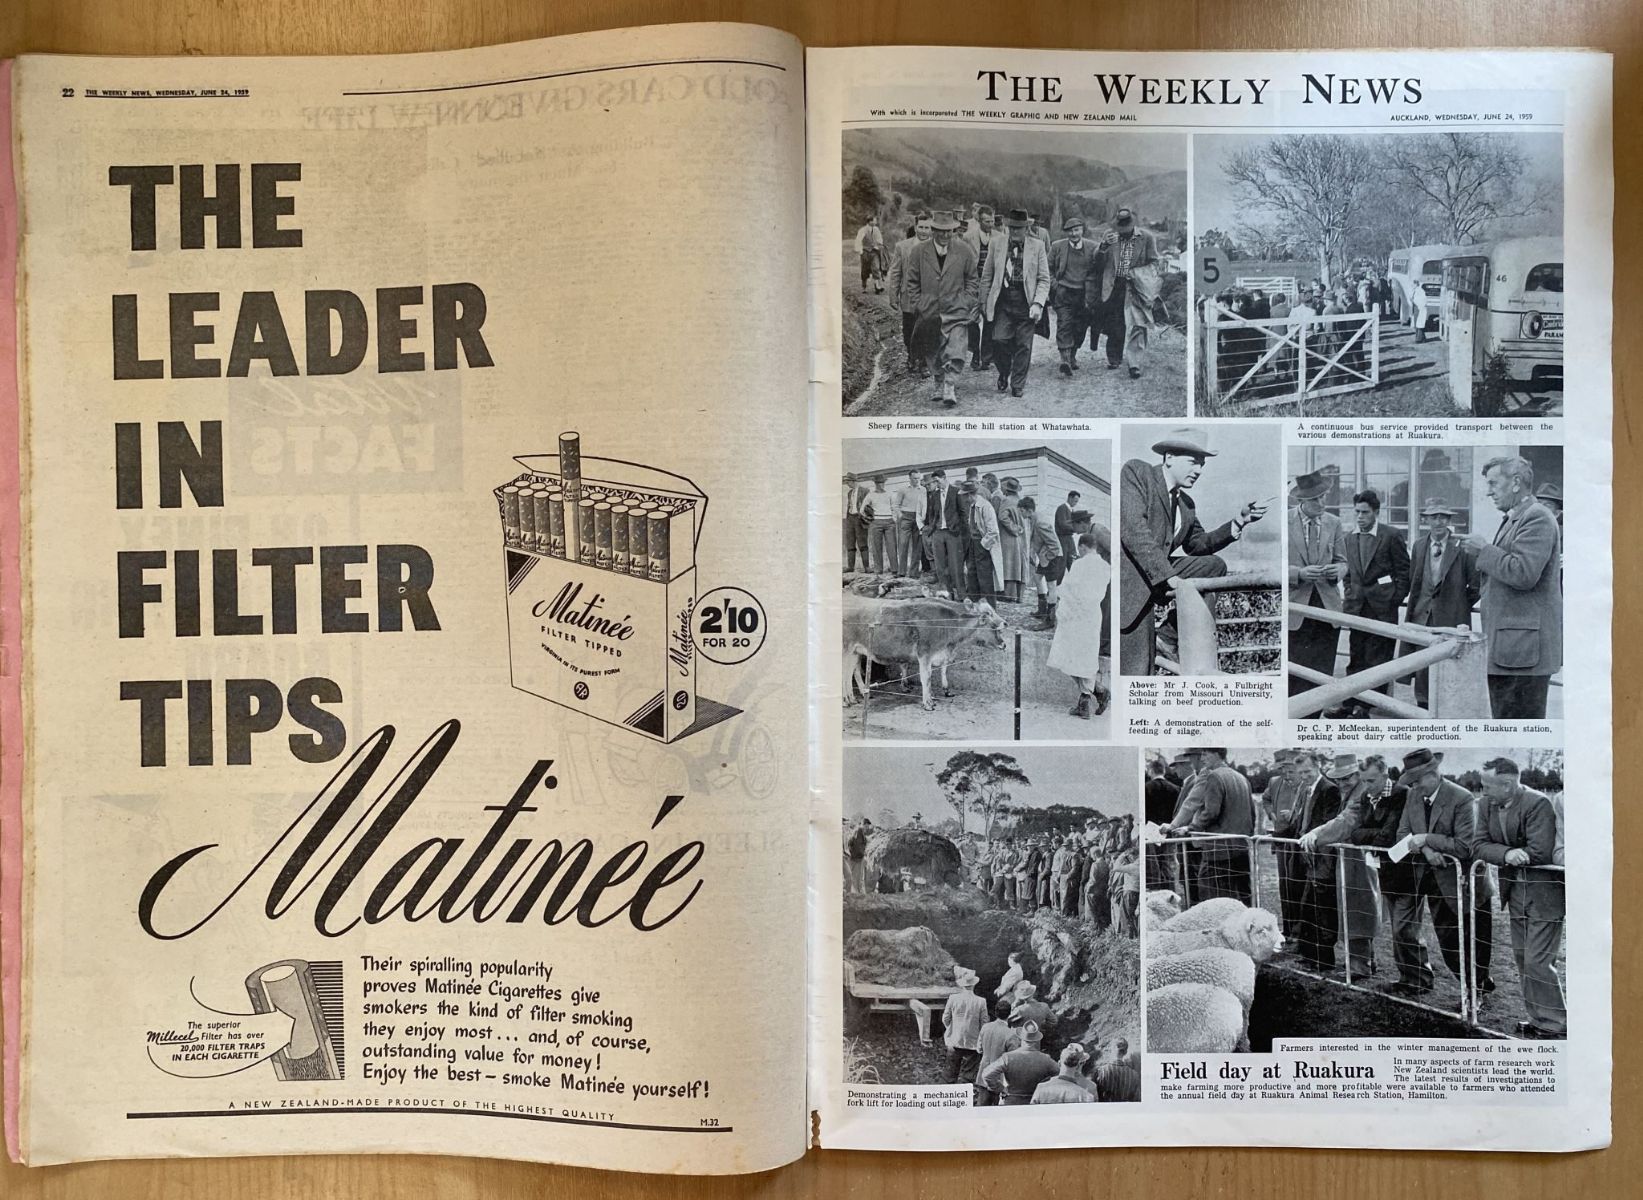 22 THE WEEKLY NEWS, WEDNESDAY, JUNE 24, 1959
THE
LEADER
IN
FILTER
TIPS
Matinée
FILTER TIPPED
VIRGINIA IN ITS PUREST FORM
Matinée
2'10
FOR 20
Matinée
The superior
Millecel Filter has over
20,000 FILTER TRAPS
IN EACH CIGARETTE
Their spiralling popularity
proves Matinée Cigarettes give
smokers the kind of filter smoking
they enjoy most... and, of course,
outstanding value for money!
Enjoy the best – smoke Matinée yourself!
A NEW ZEALAND-MADE PRODUCT OF THE HIGHEST QUALITY
M.32
THE WEEKLY NEWS
With which is incorporated THE WEEKLY GRAPHIC AND NEW ZEALAND MAIL
AUCKLAND, WEDNESDAY, JUNE 24, 1959
5
46
Sheep farmers visiting the hill station at Whatawhata.
A continuous bus service provided transport between the
various demonstrations at Ruakura.
Above: Mr J. Cook, a Fulbright
Scholar from Missouri University,
talking on beef production.
Left: A demonstration of the self-
feeding of silage.
Dr C. P. McMeekan, superintendent of the Ruakura station,
speaking about dairy cattle production.
Demonstrating a mechanical
fork lift for loading out silage.
Farmers interested in the winter management of the ewe flock.
Field day at Ruakura
In many aspects of farm research work
New Zealand scientists lead the world.
The latest results of investigations to
make farming more productive and more profitable were available to farmers who attended
the annual field day at Ruakura Animal Research Station, Hamilton.